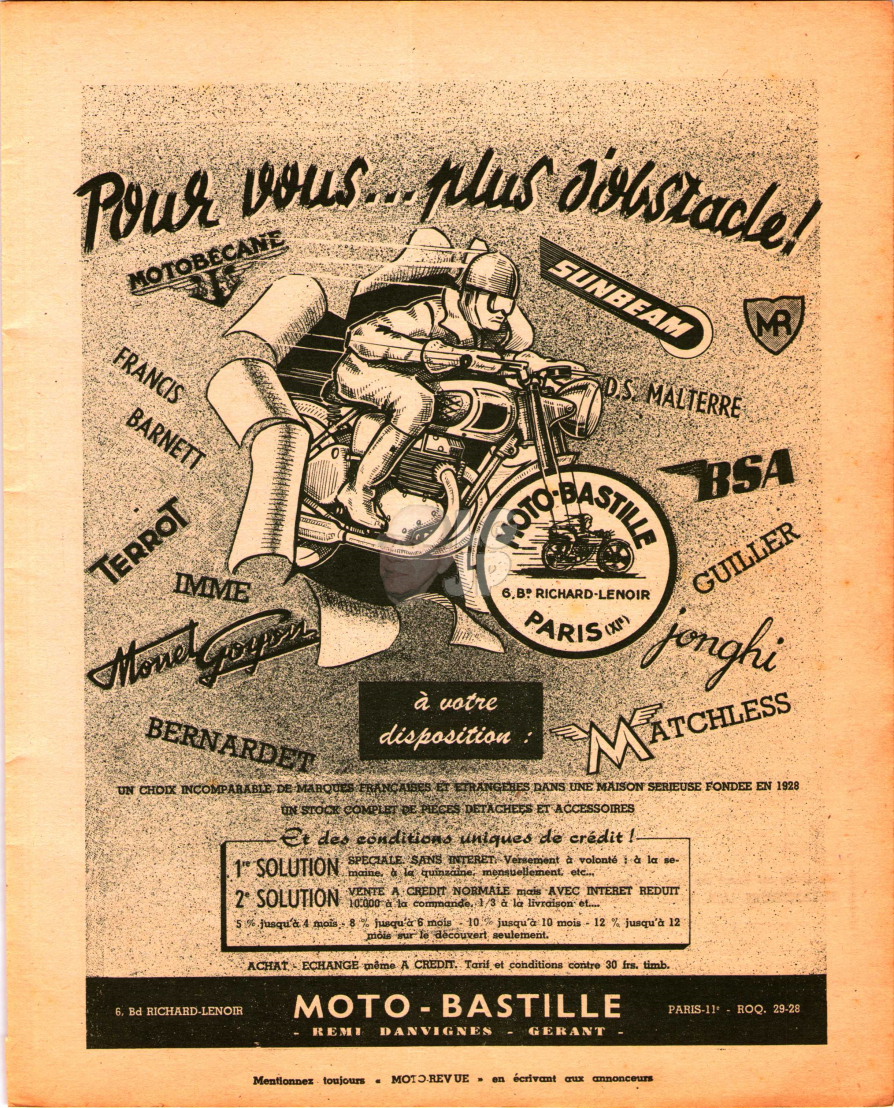 Pour vous... plus d'obstacle!
MOTOBÉCANE
SUNBEAM
MR
FRANCIS
BARNETT
D.S. MALTERRE
BSA
TERROT
MOTO-BASTILLE
6, Bᴅ RICHARD-LENOIR
PARIS (XIᵉ)
GUILLER
IMME
Monet Goyon
jonghi
BERNARDET
à votre
disposition :
MATCHLESS
UN CHOIX INCOMPARABLE DE MARQUES FRANÇAISES ET ETRANGERES DANS UNE MAISON SERIEUSE FONDEE EN 1928
UN STOCK COMPLET DE PIECES DETACHEES ET ACCESSOIRES
Et des conditions uniques de crédit !
1re SOLUTION SPECIALE SANS INTERET. Versement à volonté : à la se-
maine, à la quinzaine, mensuellement, etc...
2e SOLUTION VENTE A CREDIT NORMALE mais AVEC INTERET REDUIT
10.000 à la commande, 1/3 à la livraison et....
5 % jusqu'à 4 mois - 8 % jusqu'à 6 mois - 10 % jusqu'à 10 mois - 12 % jusqu'à 12
mois sur le découvert seulement.
ACHAT - ECHANGE même A CREDIT. Tarif et conditions contre 30 frs. timb.
6, Bd RICHARD-LENOIR MOTO-BASTILLE PARIS-11e - ROQ. 29-28
- REMI DANVIGNES - GERANT -
Mentionnez toujours « MOTO-REVUE » en écrivant aux annonceurs